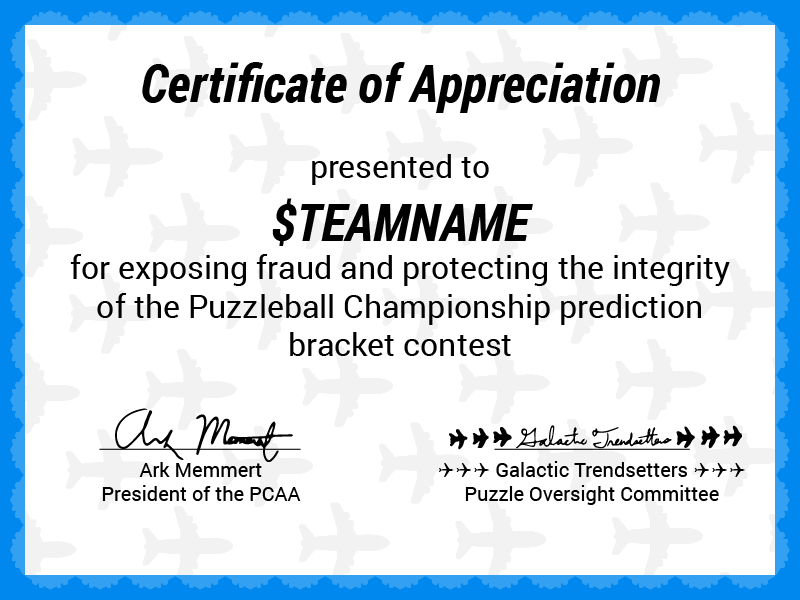 Certificate of Appreciation
presented to
$TEAMNAME
for exposing fraud and protecting the integrity
of the Puzzleball Championship prediction
bracket contest
Ark Memmert
Ark Memmert
President of the PCAA
✈✈✈ Galactic Trendsetters ✈✈✈
✈✈✈ Galactic Trendsetters ✈✈✈
Puzzle Oversight Committee